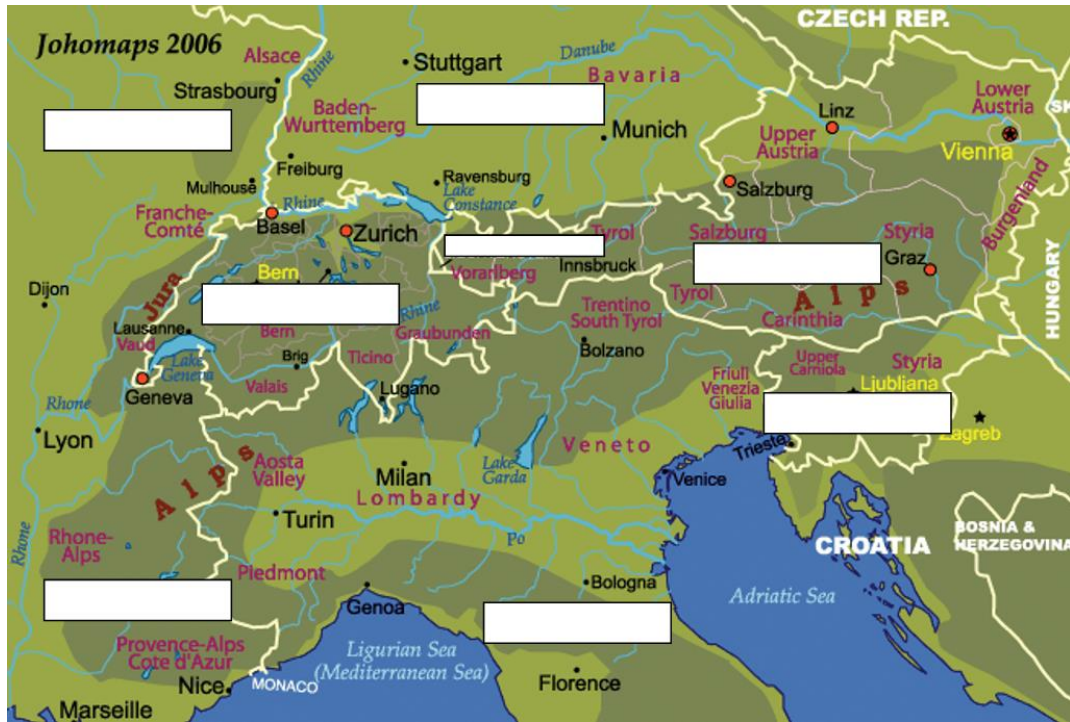 Johomaps 2006
CZECH REP.
Alsace
Rhine
Stuttgart
Danube
Bavaria
Strasbourg
Baden-
Wurttemberg
Linz
Lower
Austria
SK
Munich
Upper
Austria
Vienna
Freiburg
Mulhouse
Ravensburg
Salzburg
Burgenland
Lake
Constance
Franche-
Comté
Rhine
Basel
Zurich
Tyrol
Salzburg
Styria
HUNGARY
Bern
Vorarlberg
Innsbruck
Graz
Dijon
Jura
Rhine
Trentino
South Tyrol
Tyrol
Alps
Carinthia
Lausanne
Vaud
Bern
Graubunden
Brig
Ticino
Bolzano
Lake
Geneva
Valais
Lugano
Friuli
Venezia
Giulia
Upper
Carniola
Styria
Ljubljana
Geneva
Rhone
Lyon
Zagreb
Trieste
Veneto
Alps
Aosta
Valley
Milan
Lake
Garda
Venice
Lombardy
Turin
Po
Rhone
Rhone-
Alps
BOSNIA &
HERZEGOVINA
CROATIA
Piedmont
Bologna
Adriatic Sea
Genoa
Provence-Alps
Cote d'Azur
Ligurian Sea
(Mediterranean Sea)
Nice
MONACO
Florence
Marseille